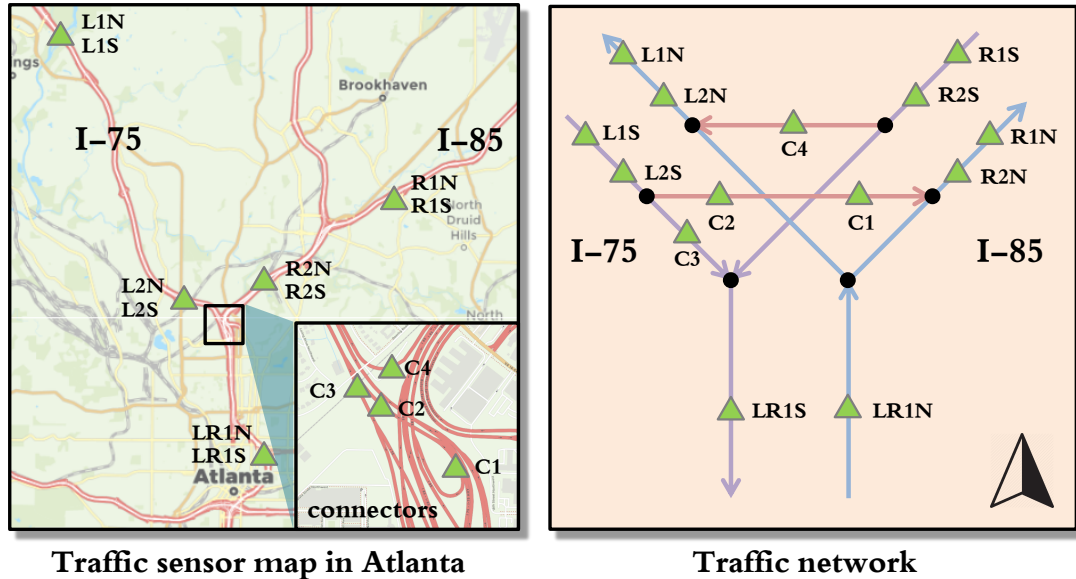 L1N
L1S
ngs
Brookhaven
I–75
I–85
R1N
R1S
North
Druid
Hills
R2N
R2S
L2N
L2S
North
C4
C3
C2
C1
LR1N
LR1S
Atlanta
connectors
Traffic sensor map in Atlanta
L1N
R1S
L2N
R2S
L1S
C4
R1N
L2S
R2N
C2
C1
I–75
C3
I–85
LR1S
LR1N
Traffic network